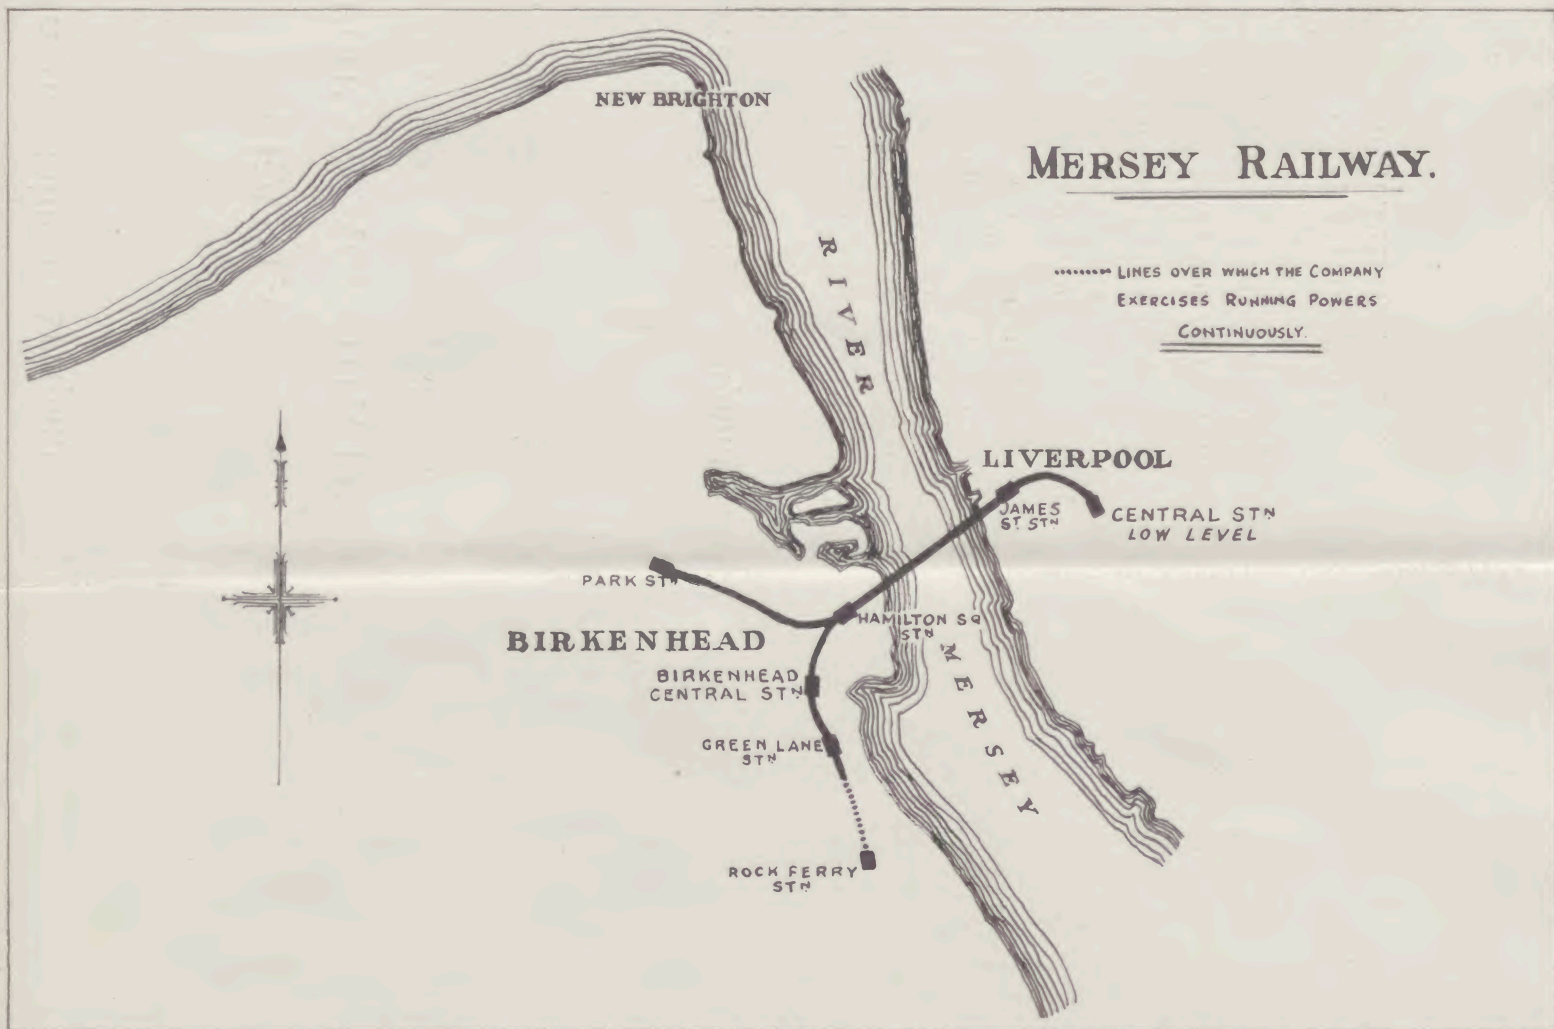 NEW BRIGHTON
MERSEY RAILWAY.
LINES OVER WHICH THE COMPANY
EXERCISES RUNNING POWERS
CONTINUOUSLY.
RIVER
LIVERPOOL
JAMES
ST. STN
CENTRAL STN
LOW LEVEL
PARK STN
HAMILTON SQ
STN
BIRKENHEAD
BIRKENHEAD
CENTRAL STN
MERSEY
GREEN LANE
STN
ROCK FERRY
STN